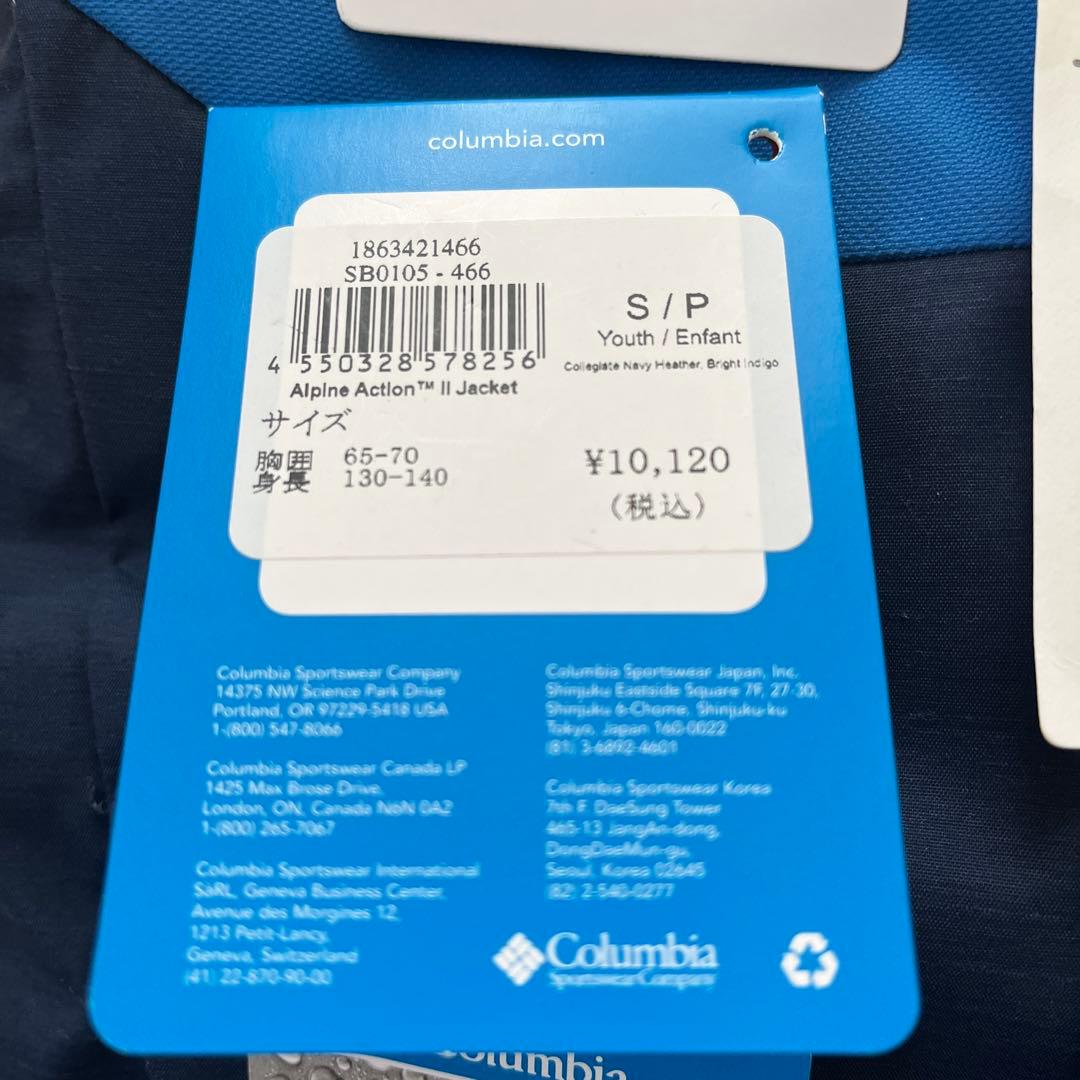 columbia.com
1863421466
SB0105 - 466
4 550328 578256
Alpine Action™ II Jacket
S / P
Youth / Enfant
Collegiate Navy Heather, Bright Indigo
サイズ
胸囲 65-70
身長 130-140
¥10,120
(税込)
Columbia Sportswear Company
14375 NW Science Park Drive
Portland, OR 97229-5418 USA
1-(800) 547-8066
Columbia Sportswear Canada LP
1425 Max Brose Drive,
London, ON, Canada N6N 0A2
1-(800) 265-7067
Columbia Sportswear International
SàRL, Geneva Business Center,
Avenue des Morgines 12,
1213 Petit-Lancy,
Geneva, Switzerland
(41) 22-870-90-00
Columbia Sportswear Japan, Inc.
Shinjuku Eastside Square 7F, 27-30,
Shinjuku 6-Chome, Shinjuku-ku
Tokyo, Japan 160-0022
(81) 3-6892-4601
Columbia Sportswear Korea
7th F. DaeSung Tower
465-13 JangAn-dong,
DongDaeMun-gu,
Seoul, Korea 02645
(82) 2-540-0277
Columbia
Sportswear Company
Columbia